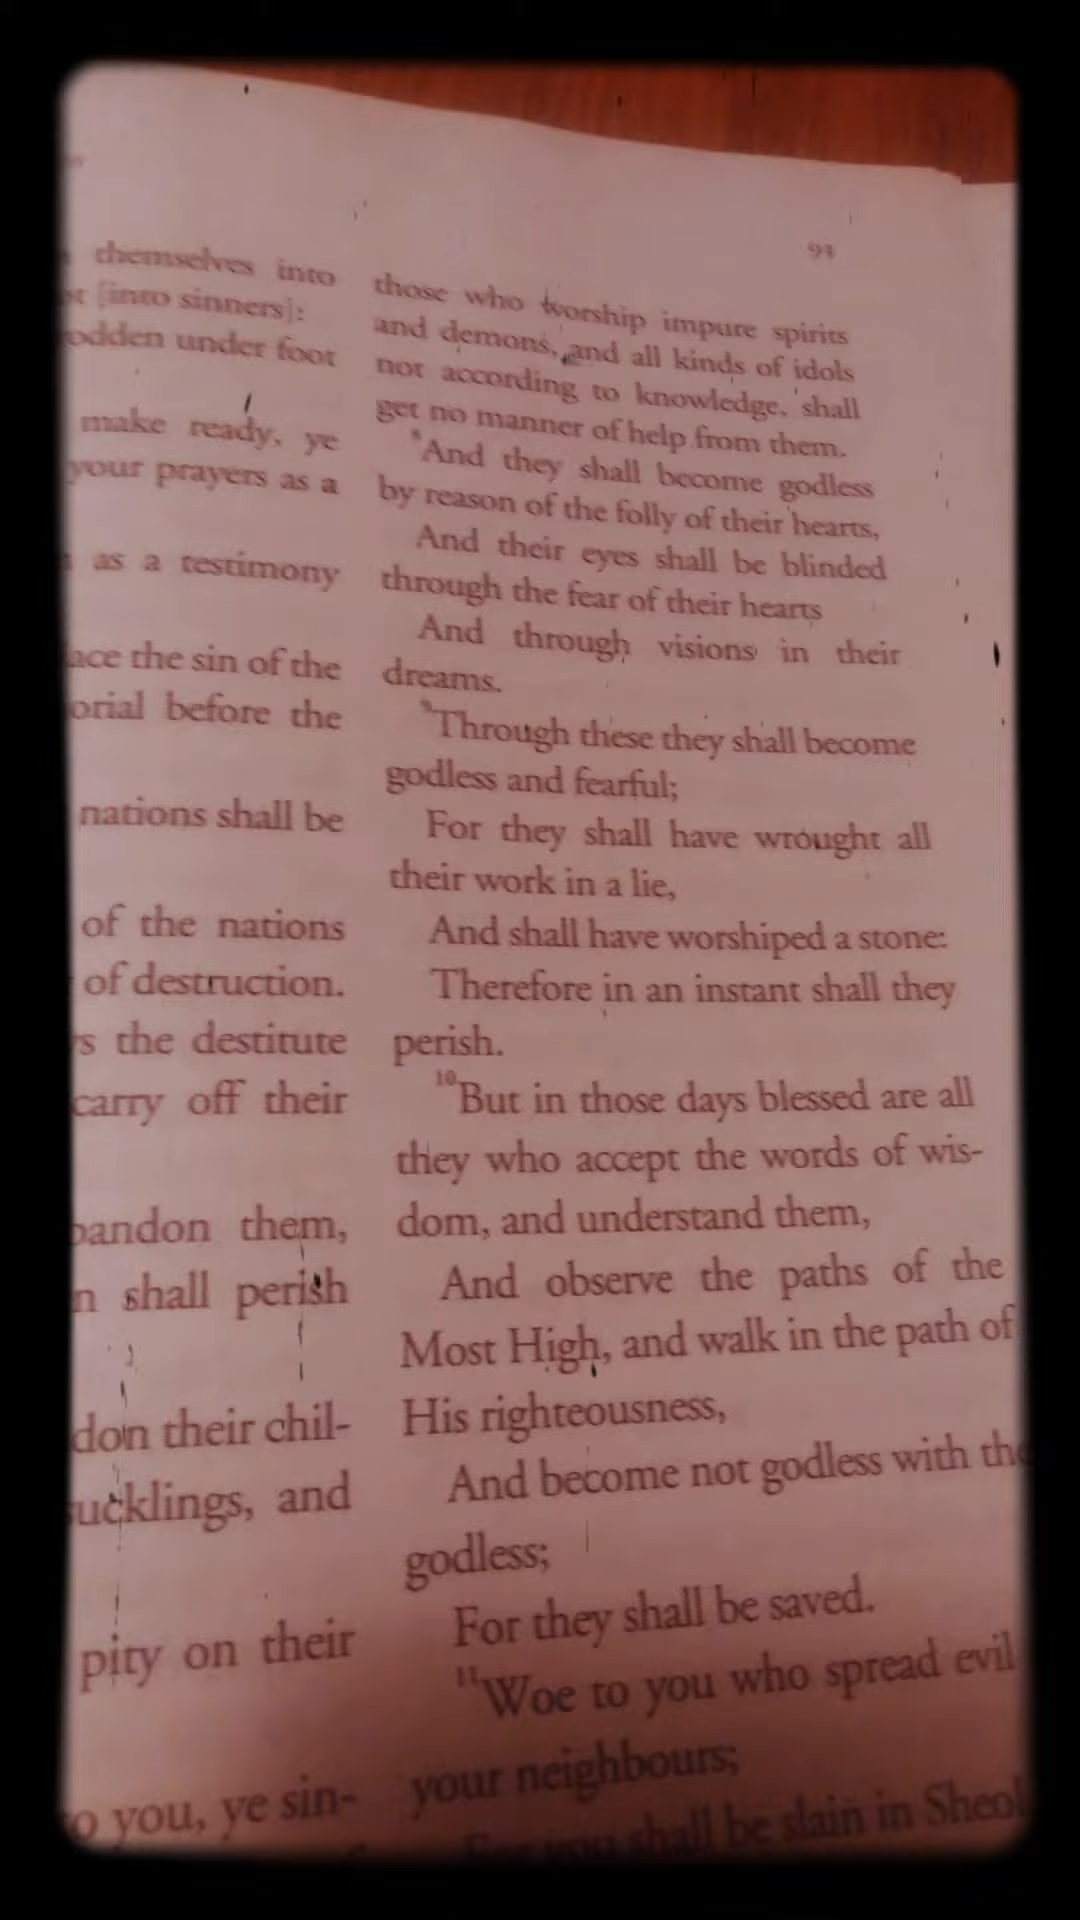 93
themselves into
[into sinners]:
odden under foot
make ready, ye
your prayers as a
as a testimony
ace the sin of the
orial before the
nations shall be
of the nations
of destruction.
the destitute
carry off their
bandon them,
shall perish
don their chil-
ucklings, and
pity on their
o you, ye sin-
those who worship impure spirits
and demons, and all kinds of idols
not according to knowledge, shall
get no manner of help from them.
8And they shall become godless
by reason of the folly of their hearts,
And their eyes shall be blinded
through the fear of their hearts
And through visions in their
dreams.
9Through these they shall become
godless and fearful;
For they shall have wrought all
their work in a lie,
And shall have worshiped a stone:
Therefore in an instant shall they
perish.
10But in those days blessed are all
they who accept the words of wis-
dom, and understand them,
And observe the paths of the
Most High, and walk in the path of
His righteousness,
And become not godless with the
godless;
For they shall be saved.
11Woe to you who spread evil
your neighbours;
For you shall be slain in Sheol